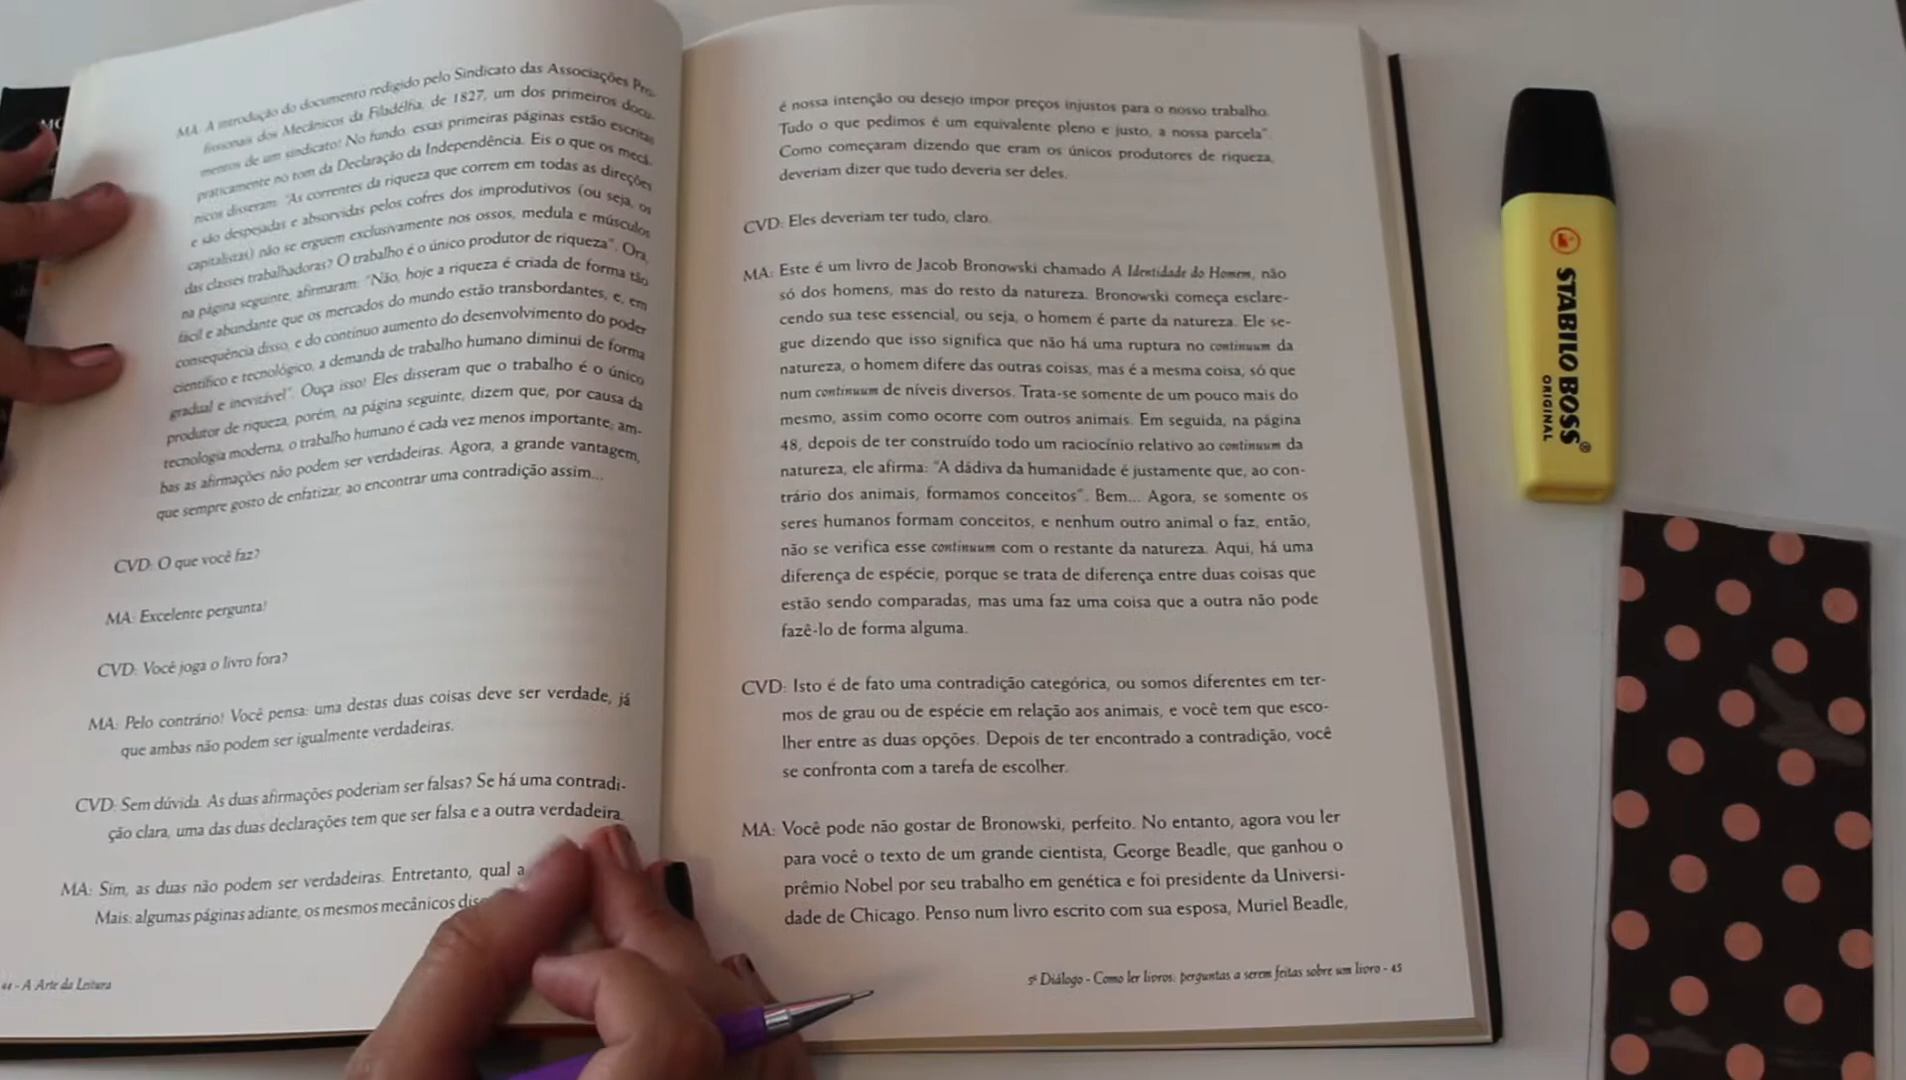 MA: A introdução do documento redigido pelo Sindicato das Associações Pro-
fissionais dos Mecânicos da Filadélfia, de 1827, um dos primeiros docu-
mentos de um sindicato! No fundo, essas primeiras páginas estão escritas
praticamente no tom da Declaração da Independência. Eis o que os mecâ-
nicos disseram: "As correntes da riqueza que correm em todas as direções
e são despejadas e absorvidas pelos cofres dos improdutivos (ou seja, os
capitalistas) não se erguem exclusivamente nos ossos, medula e músculos
das classes trabalhadoras? O trabalho é o único produtor de riqueza". Ora,
na página seguinte, afirmaram: "Não, hoje a riqueza é criada de forma tão
fácil e abundante que os mercados do mundo estão transbordantes, e, em
consequência disso, e do contínuo aumento do desenvolvimento do poder
científico e tecnológico, a demanda de trabalho humano diminui de forma
gradual e inevitável". Ouça isso! Eles disseram que o trabalho é o único
produtor de riqueza, porém, na página seguinte, dizem que, por causa da
tecnologia moderna, o trabalho humano é cada vez menos importante; am-
bas as afirmações não podem ser verdadeiras. Agora, a grande vantagem,
que sempre gosto de enfatizar, ao encontrar uma contradição assim...
CVD: O que você faz?
MA: Excelente pergunta!
CVD: Você joga o livro fora?
MA: Pelo contrário! Você pensa: uma destas duas coisas deve ser verdade, já
que ambas não podem ser igualmente verdadeiras.
CVD: Sem dúvida. As duas afirmações poderiam ser falsas? Se há uma contradi-
ção clara, uma das duas declarações tem que ser falsa e a outra verdadeira.
MA: Sim, as duas não podem ser verdadeiras. Entretanto, qual a
Mais: algumas páginas adiante, os mesmos mecânicos
44 - A Arte da Leitura
é nossa intenção ou desejo impor preços injustos para o nosso trabalho.
Tudo o que pedimos é um equivalente pleno e justo, a nossa parcela".
Como começaram dizendo que eram os únicos produtores de riqueza,
deveriam dizer que tudo deveria ser deles.
CVD: Eles deveriam ter tudo, claro.
MA: Este é um livro de Jacob Bronowski chamado A Identidade do Homem, não
só dos homens, mas do resto da natureza. Bronowski começa esclare-
cendo sua tese essencial, ou seja, o homem é parte da natureza. Ele se-
gue dizendo que isso significa que não há uma ruptura no continuum da
natureza, o homem difere das outras coisas, mas é a mesma coisa, só que
num continuum de níveis diversos. Trata-se somente de um pouco mais do
mesmo, assim como ocorre com outros animais. Em seguida, na página
48, depois de ter construído todo um raciocínio relativo ao continuum da
natureza, ele afirma: "A dádiva da humanidade é justamente que, ao con-
trário dos animais, formamos conceitos". Bem... Agora, se somente os
seres humanos formam conceitos, e nenhum outro animal o faz, então,
não se verifica esse continuum com o restante da natureza. Aqui, há uma
diferença de espécie, porque se trata de diferença entre duas coisas que
estão sendo comparadas, mas uma faz uma coisa que a outra não pode
fazê-lo de forma alguma.
CVD: Isto é de fato uma contradição categórica, ou somos diferentes em ter-
mos de grau ou de espécie em relação aos animais, e você tem que esco-
lher entre as duas opções. Depois de ter encontrado a contradição, você
se confronta com a tarefa de escolher.
MA: Você pode não gostar de Bronowski, perfeito. No entanto, agora vou ler
para você o texto de um grande cientista, George Beadle, que ganhou o
prêmio Nobel por seu trabalho em genética e foi presidente da Universi-
dade de Chicago. Penso num livro escrito com sua esposa, Muriel Beadle,
5º Diálogo - Como ler livros: perguntas a serem feitas sobre um livro - 45
STABILO BOSS®
ORIGINAL